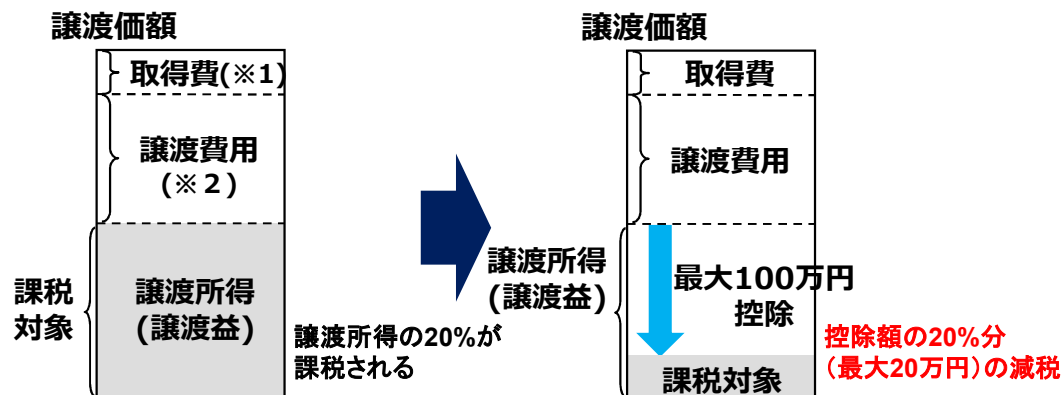 譲渡価額
取得費(※1)
譲渡費用
(※２)
課税
対象
譲渡所得
(譲渡益)
譲渡所得の20%が
課税される
譲渡価額
取得費
譲渡費用
譲渡所得
(譲渡益)
最大100万円
控除
課税対象
控除額の20%分
（最大20万円）の減税